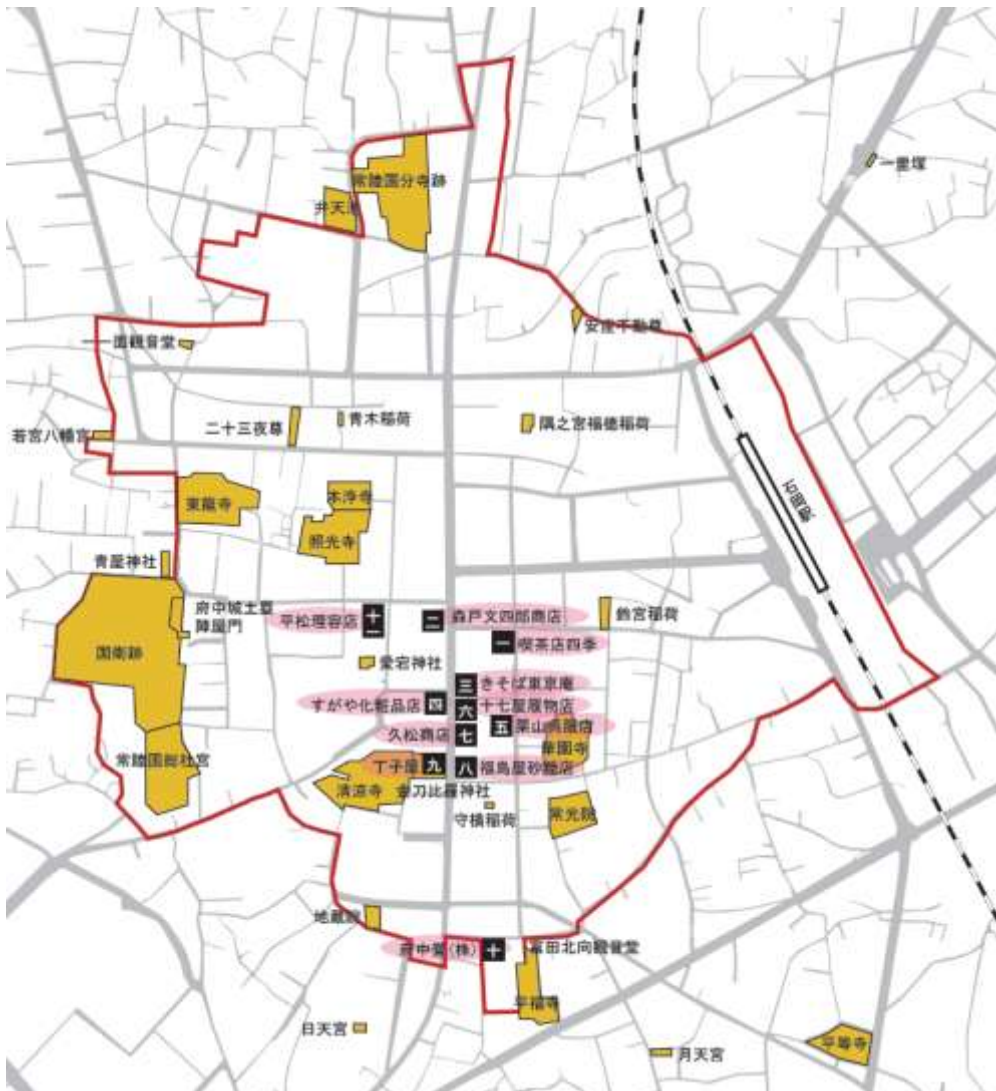 一里塚
常陸国分寺跡
弁天池
安産不動尊
十一面観音堂
青木稲荷
二十三夜尊
隅之宮福徳稲荷
若宮八幡宮
東耀寺
本浄寺
照光寺
青屋神社
府中城土塁
陣屋門
国衙跡
平松理容店
十一
二
森戸文四郎商店
鈴宮稲荷
一
喫茶店四季
愛宕神社
三
きそば東京庵
すがや化粧品店
四
六
十七屋履物店
五
栗山呉服店
久松商店
七
華園寺
常陸国総社宮
丁子屋
九
八
福島屋砂糖店
清凉寺
金刀比羅神社
守横稲荷
常光院
地蔵院
府中誉(株)
十
富田北向観音堂
平福寺
日天宮
月天宮
平等寺